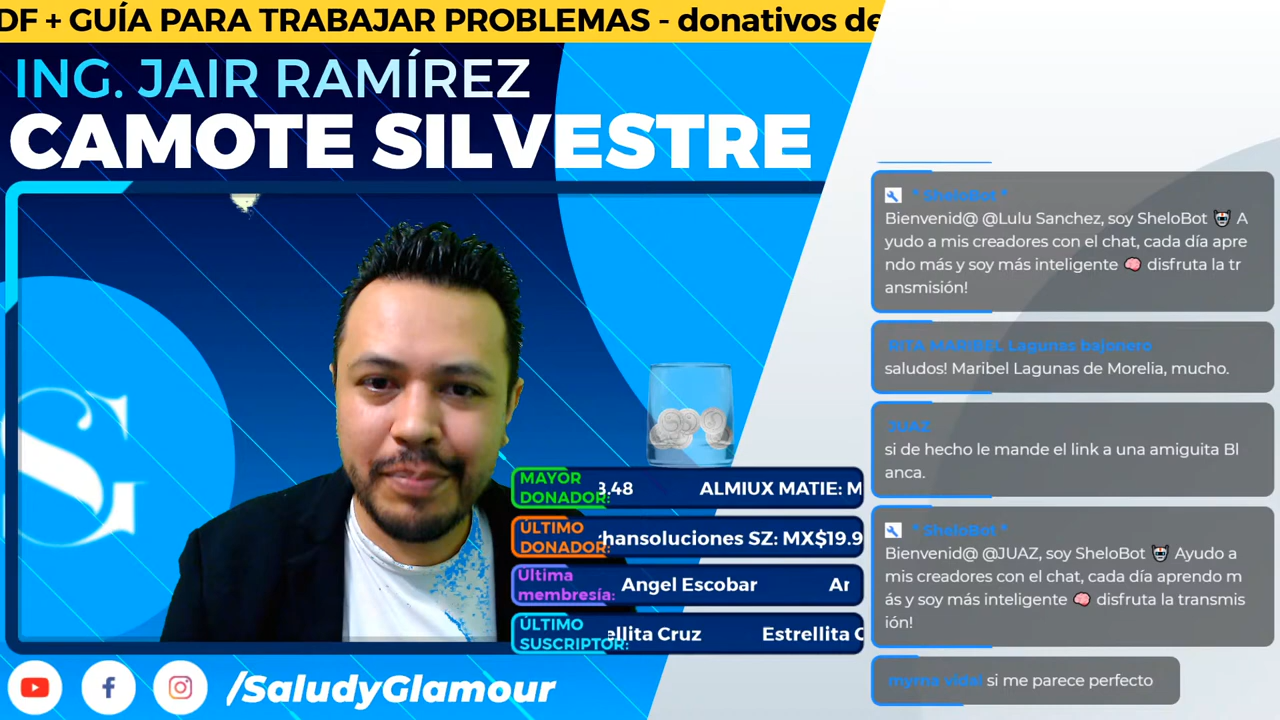 DF + GUÍA PARA TRABAJAR PROBLEMAS - donativos de
ING. JAIR RAMÍREZ
CAMOTE SILVESTRE
S
MAYOR
DONADOR:
3.48 ALMIUX MATIE: M
ÚLTIMO
DONADOR:
hansoluciones SZ: MX$19.9
Última
membresía:
Angel Escobar Ar
ÚLTIMO
SUSCRIPTOR:
ellita Cruz Estrellita C
/SaludyGlamour
* SheloBot *
Bienvenid@ @Lulu Sanchez, soy SheloBot A
yudo a mis creadores con el chat, cada día apre
ndo más y soy más inteligente disfruta la tr
ansmisión!
RITA MARIBEL Lagunas bajonero
saludos! Maribel Lagunas de Morelia, mucho.
JUAZ
si de hecho le mande el link a una amiguita Bl
anca.
* SheloBot *
Bienvenid@ @JUAZ, soy SheloBot Ayudo a
mis creadores con el chat, cada día aprendo m
ás y soy más inteligente disfruta la transmis
ión!
myrna vidal si me parece perfecto